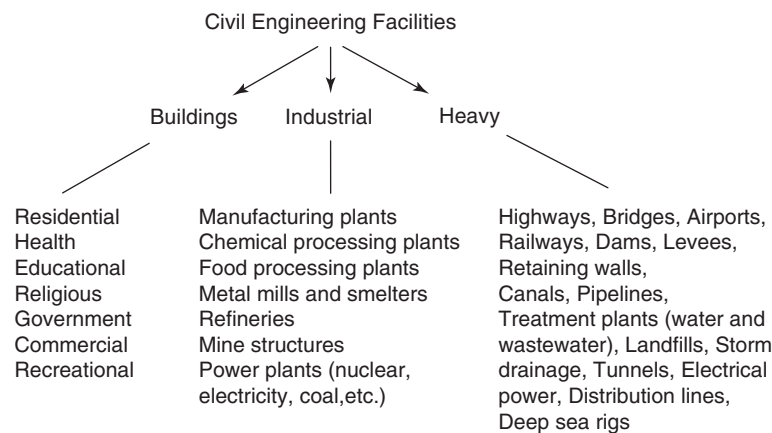 Civil Engineering Facilities
Buildings
Industrial
Heavy
Residential
Health
Educational
Religious
Government
Commercial
Recreational
Manufacturing plants
Chemical processing plants
Food processing plants
Metal mills and smelters
Refineries
Mine structures
Power plants (nuclear,
electricity, coal,etc.)
Highways, Bridges, Airports,
Railways, Dams, Levees,
Retaining walls,
Canals, Pipelines,
Treatment plants (water and
wastewater), Landfills, Storm
drainage, Tunnels, Electrical
power, Distribution lines,
Deep sea rigs